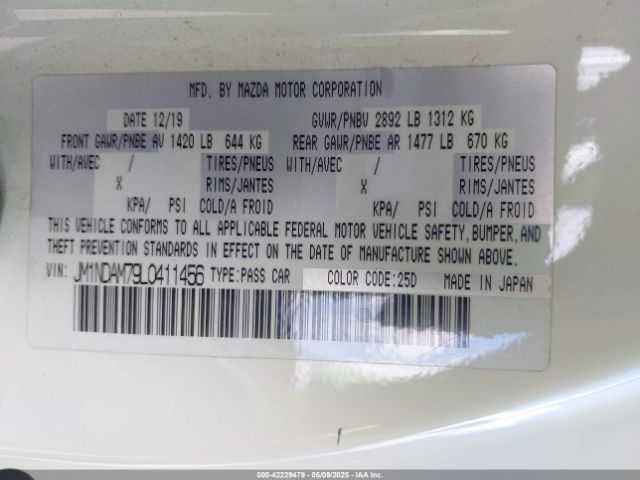 MFD. BY MAZDA MOTOR CORPORATION
DATE 12/19 GVWR/PNBV 2892 LB 1312 KG
FRONT GAWR/PNBE AV 1420 LB 644 KG REAR GAWR/PNBE AR 1477 LB 670 KG
WITH/AVEC / TIRES/PNEUS WITH/AVEC / TIRES/PNEUS
X RIMS/JANTES X RIMS/JANTES
KPA/ PSI COLD/A FROID KPA/ PSI COLD/A FROID
THIS VEHICLE CONFORMS TO ALL APPLICABLE FEDERAL MOTOR VEHICLE SAFETY, BUMPER, AND
THEFT PREVENTION STANDARDS IN EFFECT ON THE DATE OF MANUFACTURE SHOWN ABOVE.
VIN: JM1NDAM79L0411456 TYPE:PASS CAR COLOR CODE:25D MADE IN JAPAN
000-42229479 - 05/09/2025 - IAAI.COM